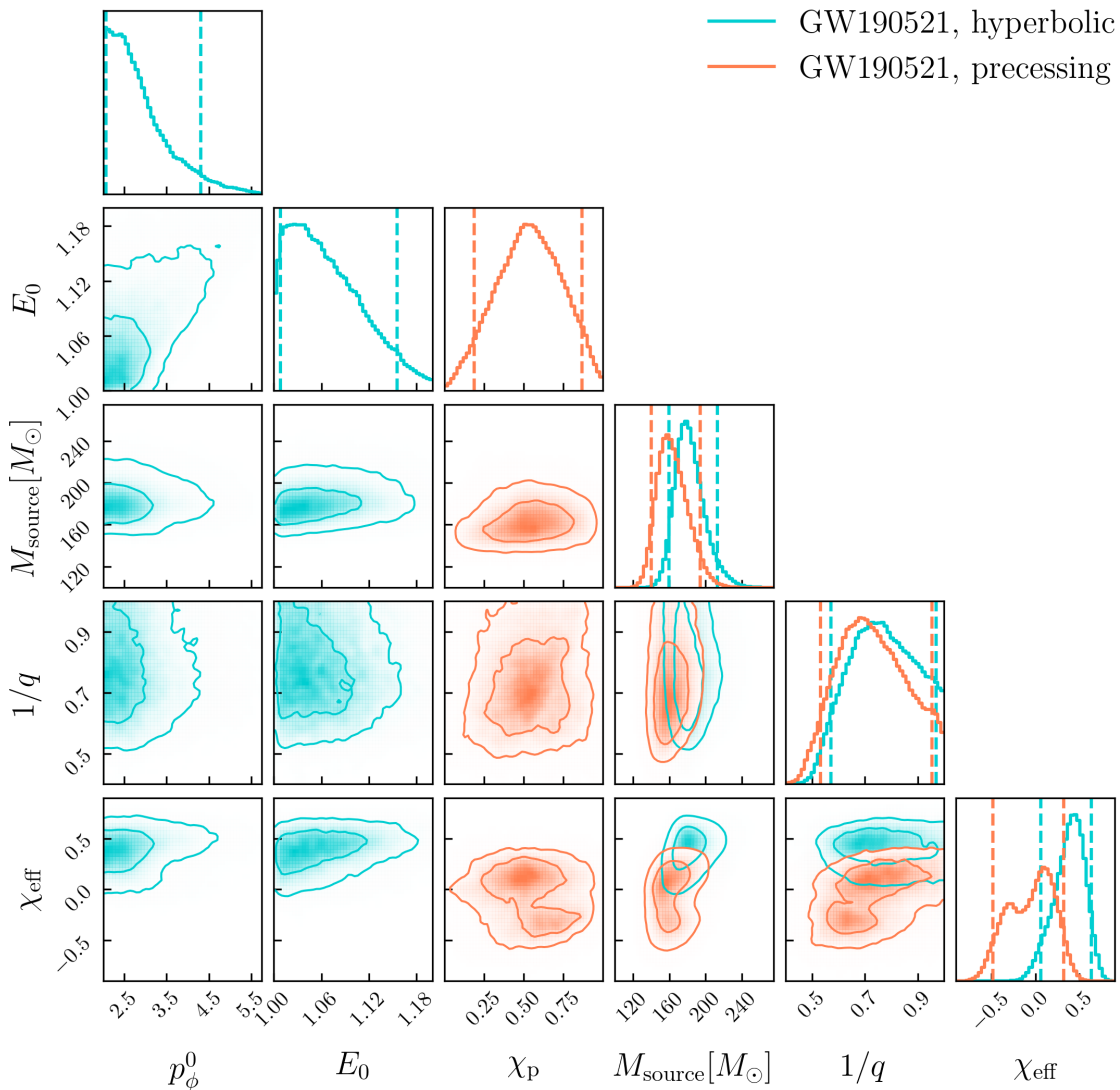 GW190521, hyperbolic
GW190521, precessing
E₀
1.18
1.12
1.06
1.00
M_source[M_⊙]
240
200
160
120
1/q
0.9
0.7
0.5
χ_eff
0.5
0.0
−0.5
2.5 3.5 4.5 5.5
1.00 1.06 1.12 1.18
0.25 0.50 0.75
120 160 200 240
0.5 0.7 0.9
−0.5 0.0 0.5
p_φ^0 E₀ χ_p M_source[M_⊙] 1/q χ_eff